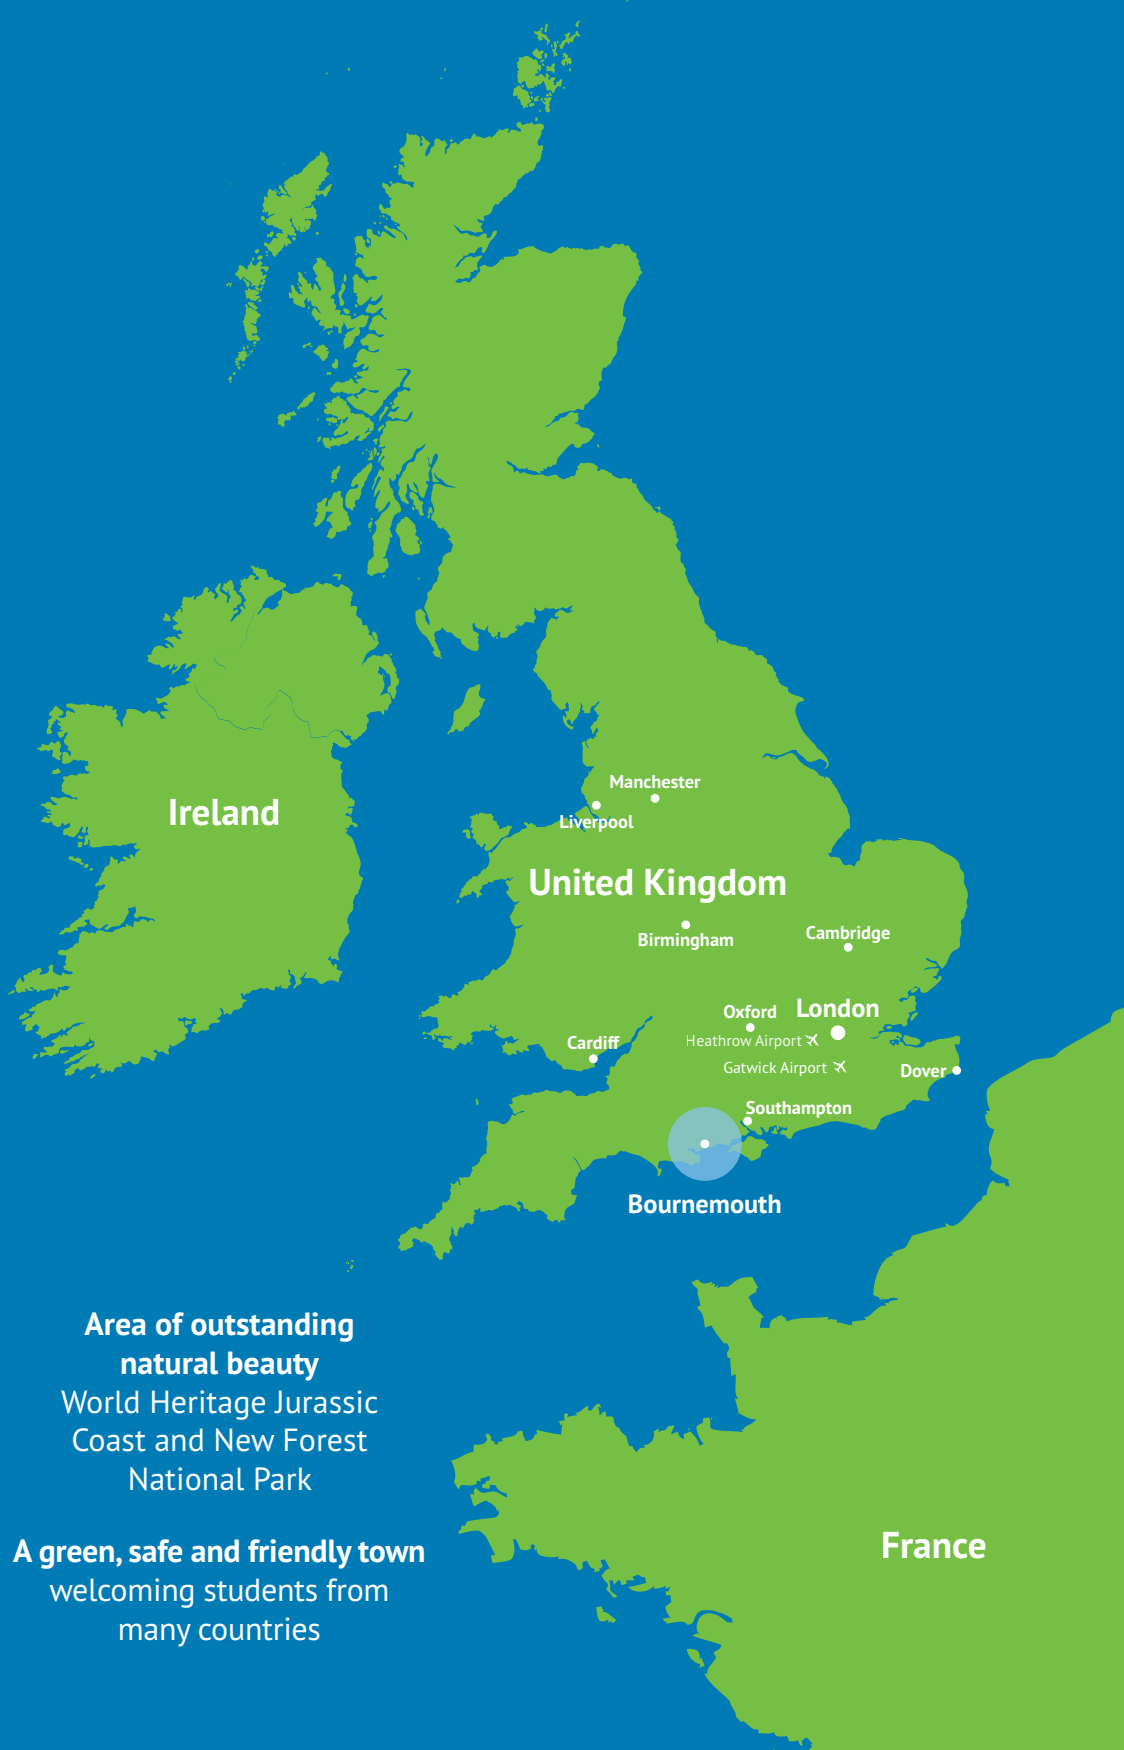 Manchester
Liverpool
Ireland
United Kingdom
Birmingham
Cambridge
Oxford
London
Cardiff
Heathrow Airport
Gatwick Airport
Dover
Southampton
Bournemouth
Area of outstanding
natural beauty
World Heritage Jurassic
Coast and New Forest
National Park
A green, safe and friendly town
welcoming students from
many countries
France